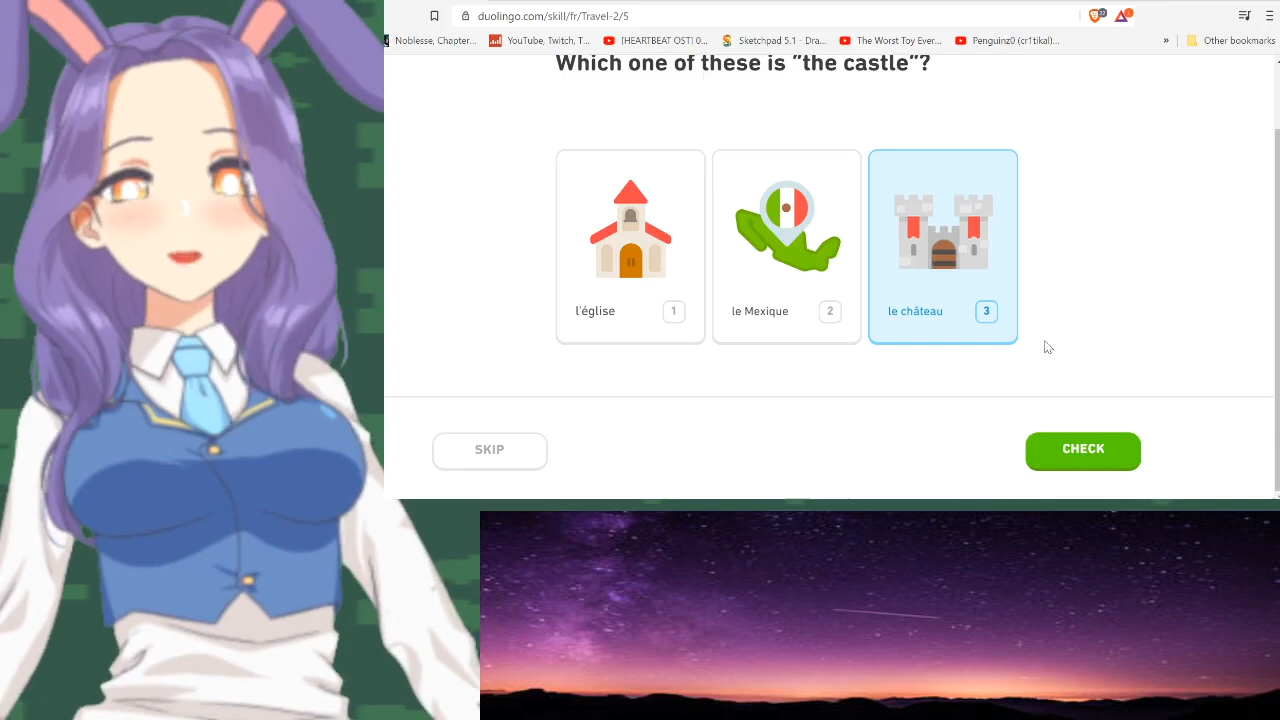 duolingo.com/skill/fr/Travel-2/5
Noblesse, Chapter... YouTube, Twitch, T... [HEARTBEAT OST] 0... Sketchpad 5.1 - Dr... The Worst Toy Ever... Penguinz0 (cr1tikal)... » Other bookmarks
Which one of these is "the castle"?
l'église 1 le Mexique 2 le château 3
SKIP CHECK